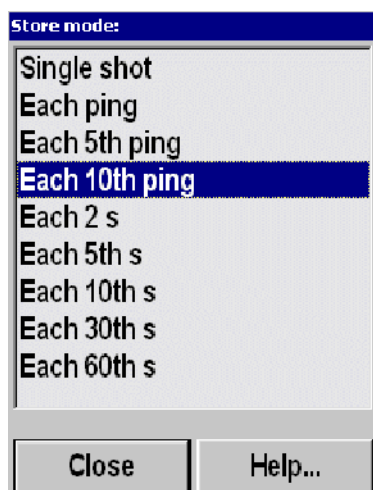 Store mode:
Single shot
Each ping
Each 5th ping
Each 10th ping
Each 2 s
Each 5th s
Each 10th s
Each 30th s
Each 60th s
Close
Help...